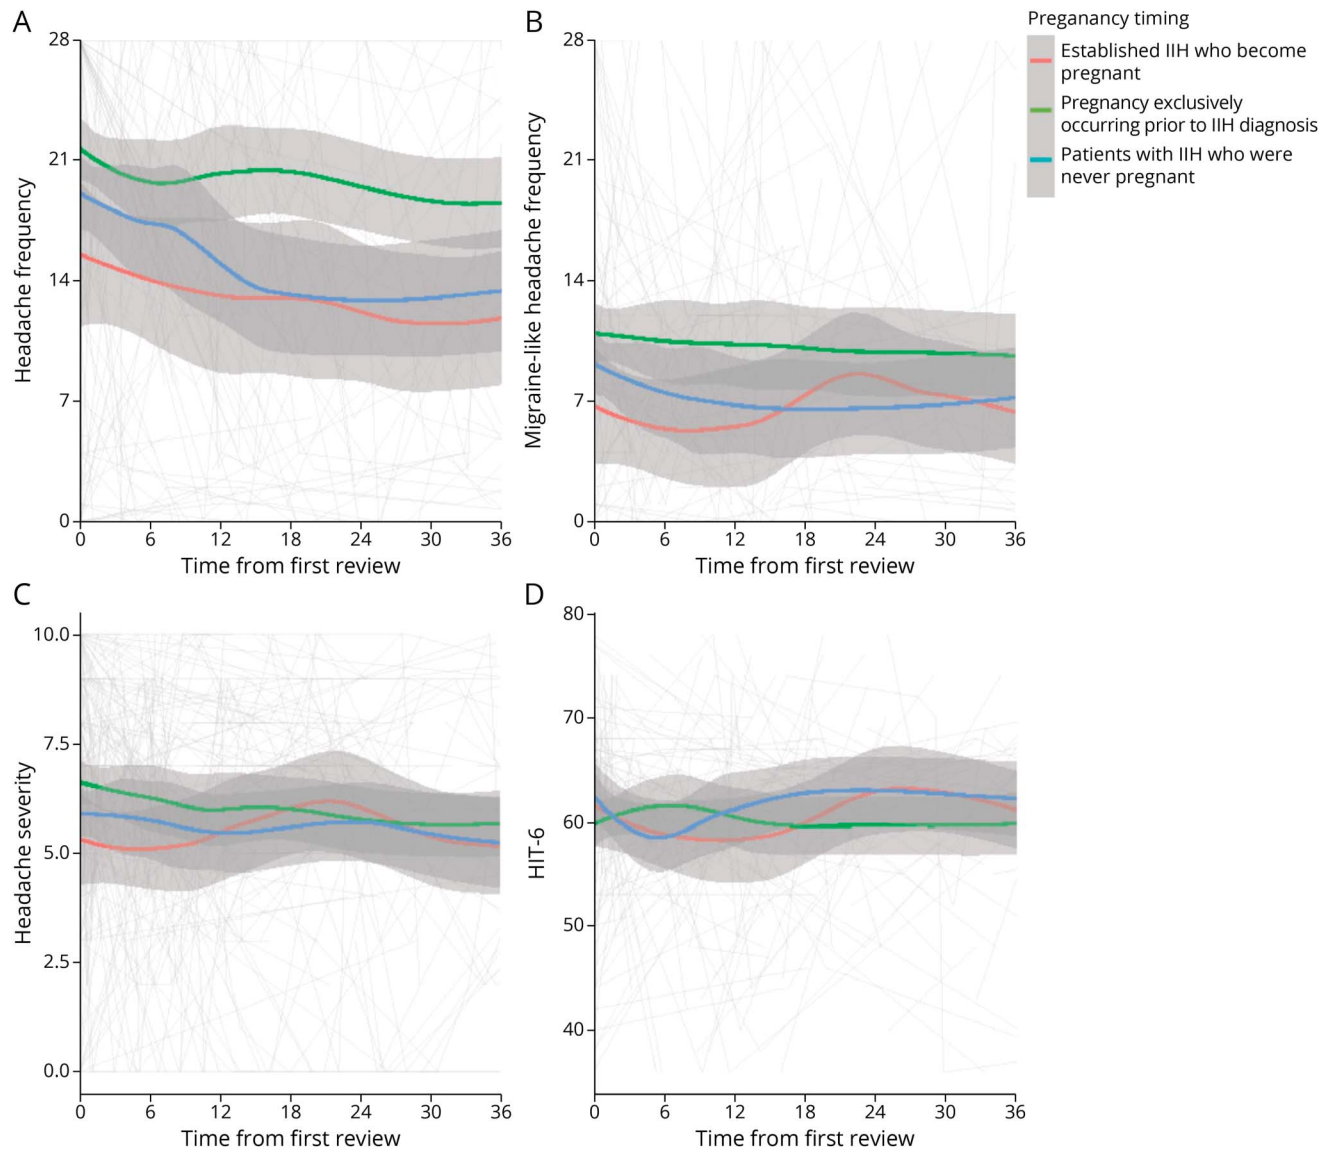 A
B
Preganancy timing
Established IIH who become
pregnant
Pregnancy exclusively
occurring prior to IIH diagnosis
Patients with IIH who were
never pregnant
Headache frequency
28
21
14
7
0
0 6 12 18 24 30 36
Time from first review
Migraine-like headache frequency
28
21
14
7
0
0 6 12 18 24 30 36
Time from first review
C
D
Headache severity
10.0
7.5
5.0
2.5
0.0
0 6 12 18 24 30 36
Time from first review
HIT-6
80
70
60
50
40
0 6 12 18 24 30 36
Time from first review